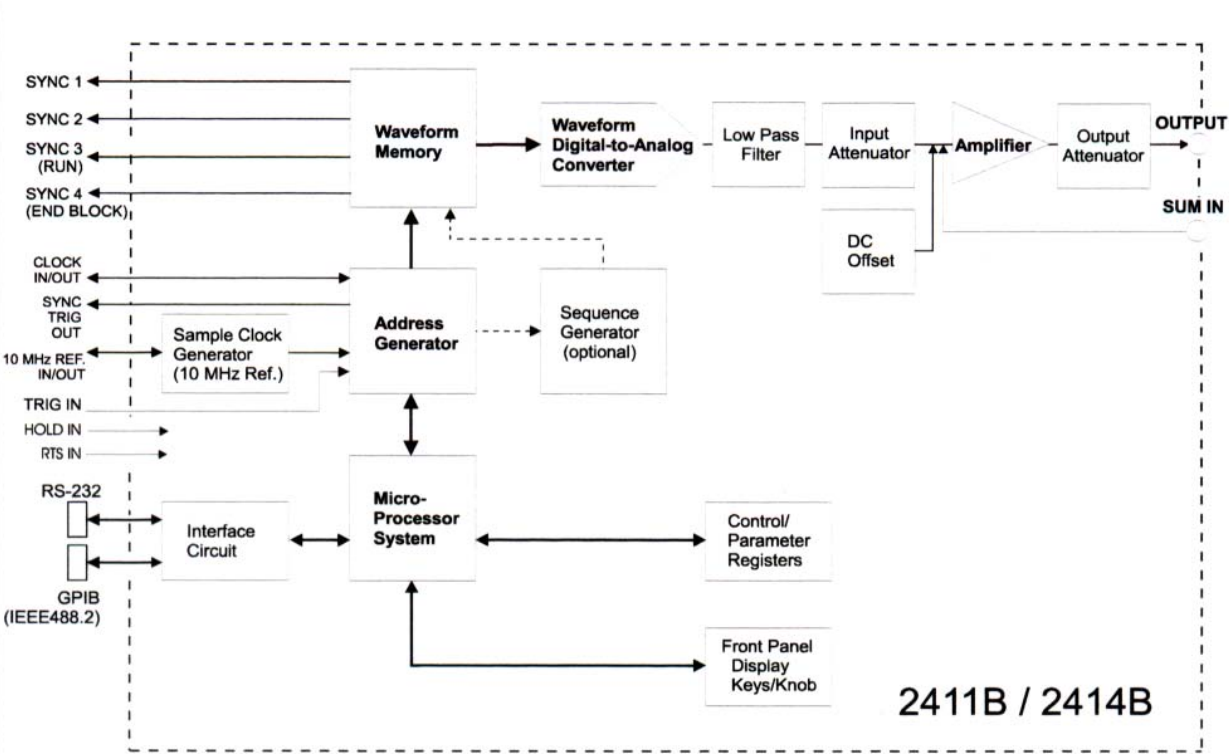 SYNC 1
SYNC 2
SYNC 3
(RUN)
SYNC 4
(END BLOCK)
CLOCK
IN/OUT
SYNC
TRIG
OUT
10 MHz REF.
IN/OUT
TRIG IN
HOLD IN
RTS IN
RS-232
GPIB
(IEEE488.2)
Waveform
Memory
Waveform
Digital-to-Analog
Converter
Low Pass
Filter
Input
Attenuator
Amplifier
Output
Attenuator
OUTPUT
SUM IN
DC
Offset
Sample Clock
Generator
(10 MHz Ref.)
Address
Generator
Sequence
Generator
(optional)
Interface
Circuit
Micro-
Processor
System
Control/
Parameter
Registers
Front Panel
Display
Keys/Knob
2411B / 2414B